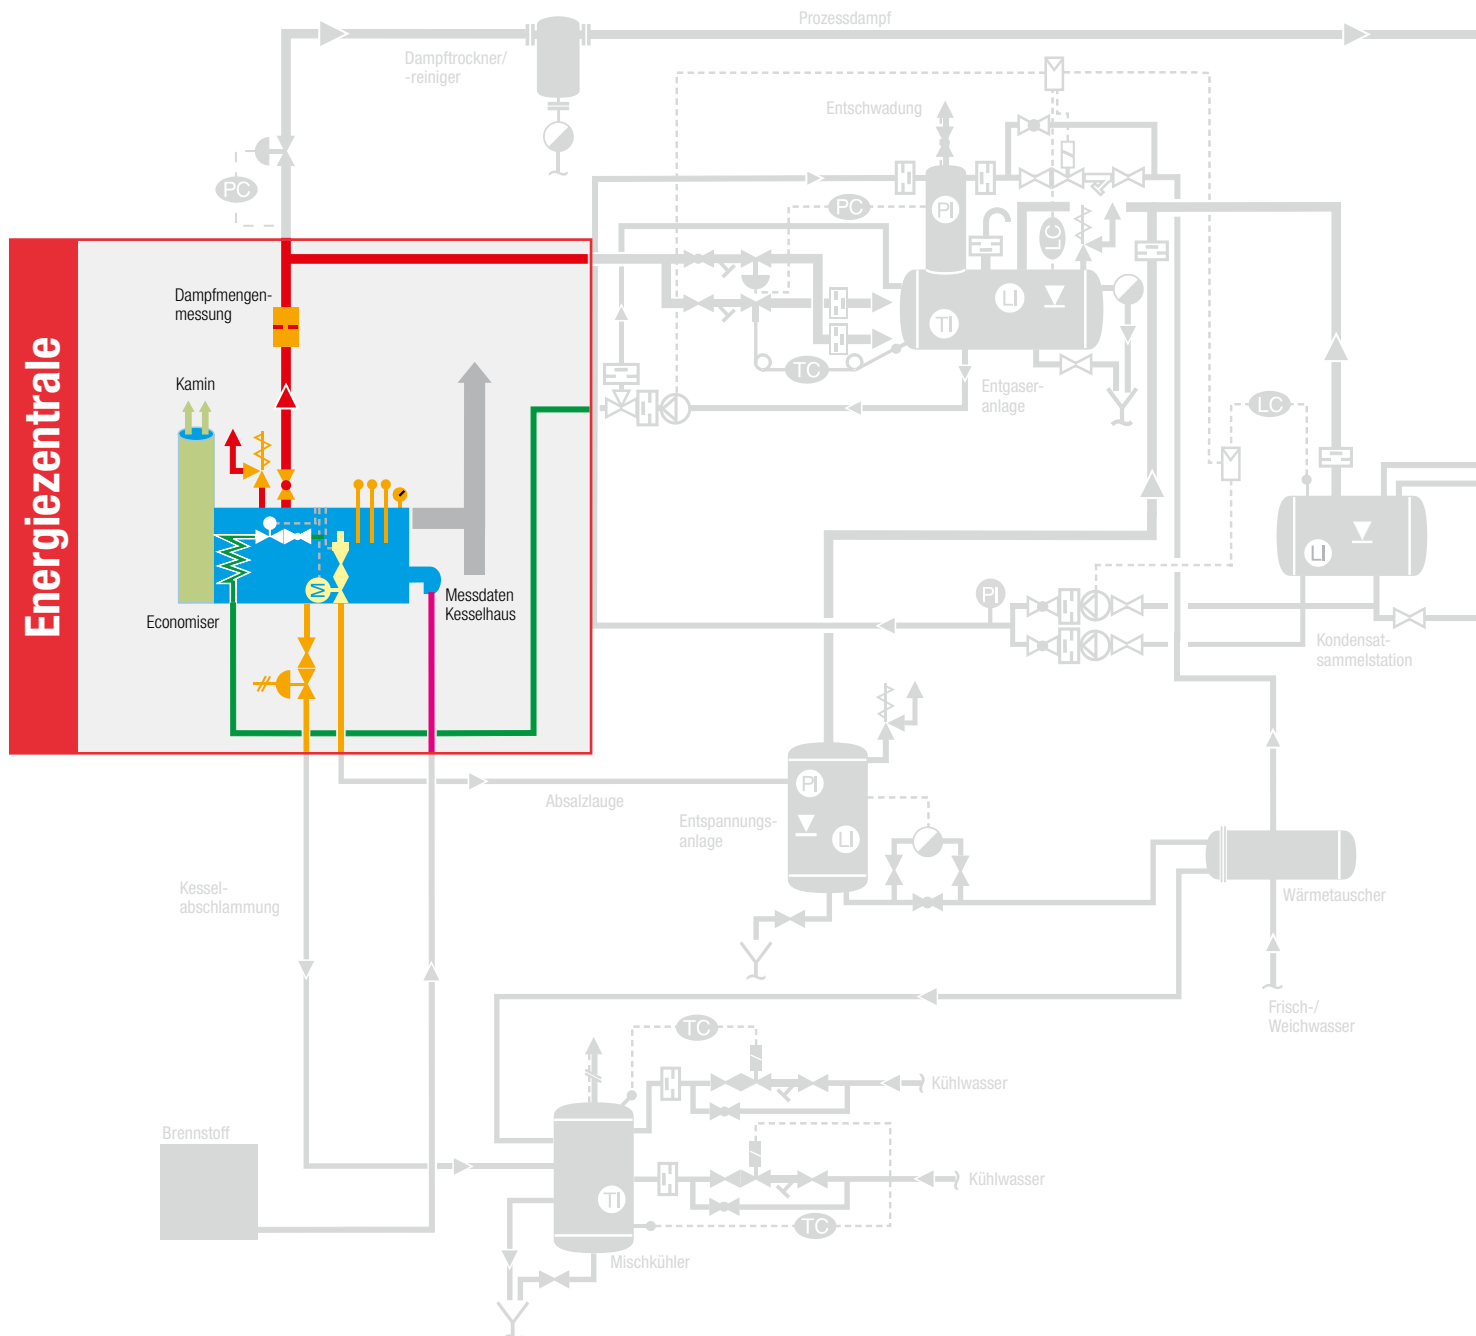 Prozessdampf
Dampftrockner/
-reiniger
Entschwadung
PC
PC
PI
LC
LI
TI
TC
Entgaser-
anlage
Energiezentrale
Dampfmengen-
messung
Kamin
M
Economiser
Messdaten
Kesselhaus
LC
LI
PI
Kondensat-
sammelstation
Absalzlauge
PI
LI
Entspannungs-
anlage
Kessel-
abschlammung
Wärmetauscher
Frisch-/
Weichwasser
TC
Kühlwasser
Brennstoff
TI
Kühlwasser
TC
Mischkühler